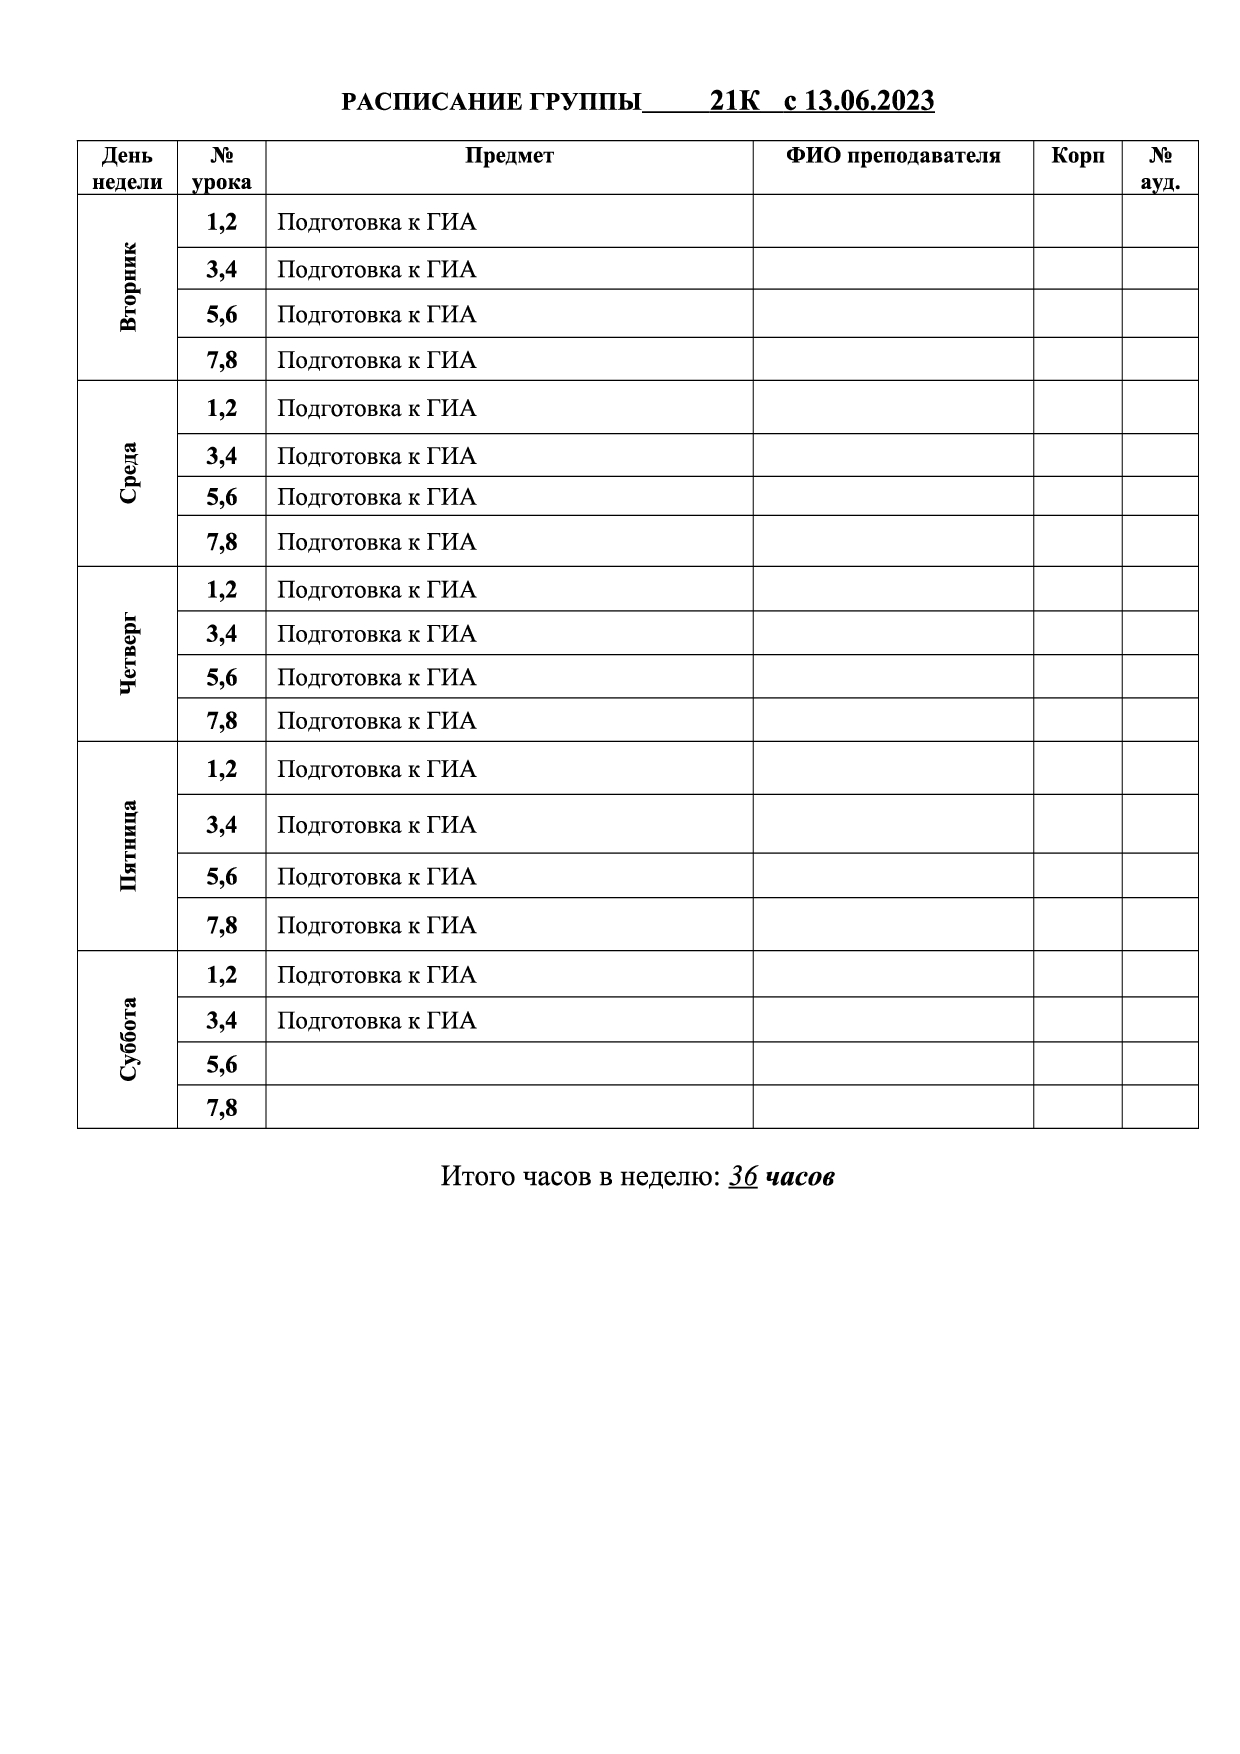 РАСПИСАНИЕ ГРУППЫ_____21К__с 13.06.2023
День недели № урока Предмет ФИО преподавателя Корп № ауд.
Вторник
1,2 Подготовка к ГИА
3,4 Подготовка к ГИА
5,6 Подготовка к ГИА
7,8 Подготовка к ГИА
Среда
1,2 Подготовка к ГИА
3,4 Подготовка к ГИА
5,6 Подготовка к ГИА
7,8 Подготовка к ГИА
Четверг
1,2 Подготовка к ГИА
3,4 Подготовка к ГИА
5,6 Подготовка к ГИА
7,8 Подготовка к ГИА
Пятница
1,2 Подготовка к ГИА
3,4 Подготовка к ГИА
5,6 Подготовка к ГИА
7,8 Подготовка к ГИА
Суббота
1,2 Подготовка к ГИА
3,4 Подготовка к ГИА
5,6
7,8
Итого часов в неделю: 36 часов